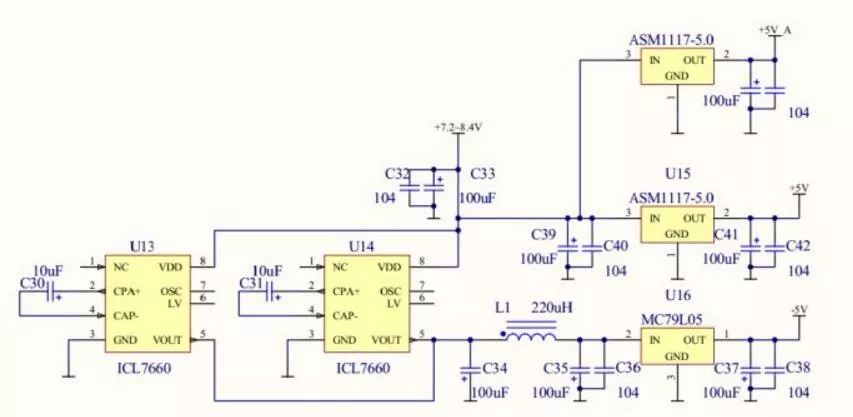 +5V_A
ASM1117-5.0
3 IN OUT 2
GND
1
100uF
104
+7.2~8.4V
C32
C33
104
100uF
U15
ASM1117-5.0
+5V
3 IN OUT 2
GND
1
C39
C40
100uF
104
C41
C42
100uF
104
U13
1 NC VDD 8
10uF
C30
2 CPA+ OSC 7
LV 6
4 CAP-
3 GND VOUT 5
ICL7660
U14
1 NC VDD 8
10uF
C31
2 CPA+ OSC 7
LV 6
4 CAP-
3 GND VOUT 5
ICL7660
L1 220uH
C34
100uF
C35
C36
100uF
104
U16
MC79L05
-5V
2 IN OUT 1
GND
3
C37
C38
100uF
104